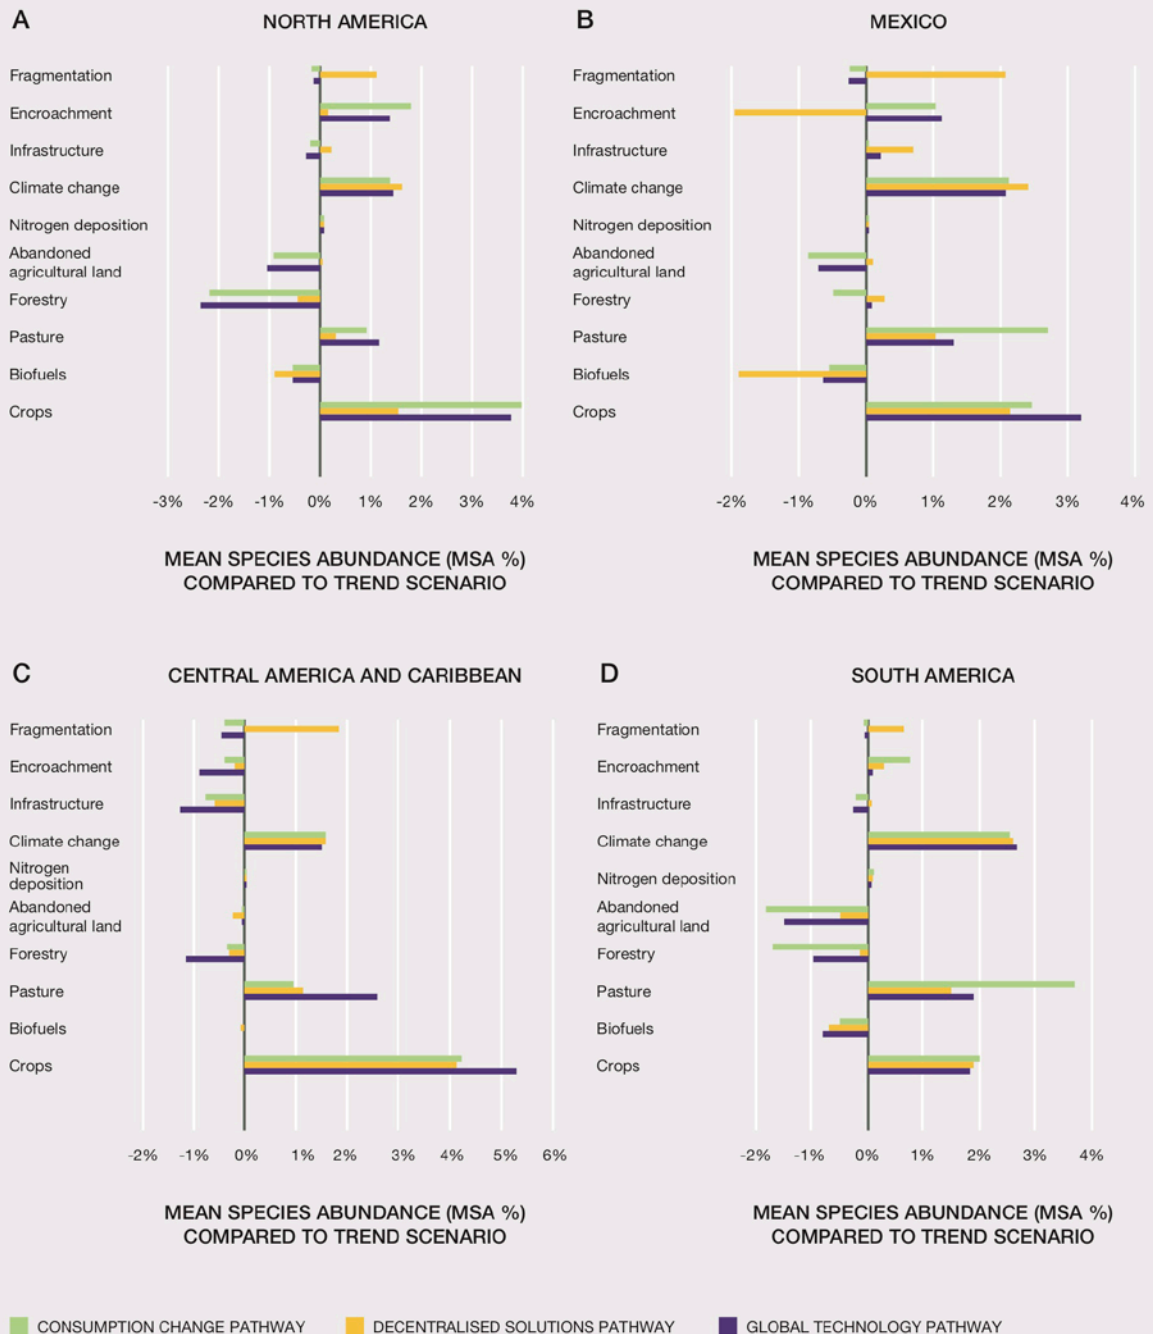 A
NORTH AMERICA
Fragmentation
Encroachment
Infrastructure
Climate change
Nitrogen deposition
Abandoned
agricultural land
Forestry
Pasture
Biofuels
Crops
-3% -2% -1% 0% 1% 2% 3% 4%
MEAN SPECIES ABUNDANCE (MSA %)
COMPARED TO TREND SCENARIO
B
MEXICO
Fragmentation
Encroachment
Infrastructure
Climate change
Nitrogen deposition
Abandoned
agricultural land
Forestry
Pasture
Biofuels
Crops
-2% -1% 0% 1% 2% 3% 4%
MEAN SPECIES ABUNDANCE (MSA %)
COMPARED TO TREND SCENARIO
C
CENTRAL AMERICA AND CARIBBEAN
Fragmentation
Encroachment
Infrastructure
Climate change
Nitrogen
deposition
Abandoned
agricultural land
Forestry
Pasture
Biofuels
Crops
-2% -1% 0% 1% 2% 3% 4% 5% 6%
MEAN SPECIES ABUNDANCE (MSA %)
COMPARED TO TREND SCENARIO
D
SOUTH AMERICA
Fragmentation
Encroachment
Infrastructure
Climate change
Nitrogen deposition
Abandoned
agricultural land
Forestry
Pasture
Biofuels
Crops
-2% -1% 0% 1% 2% 3% 4%
MEAN SPECIES ABUNDANCE (MSA %)
COMPARED TO TREND SCENARIO
CONSUMPTION CHANGE PATHWAY DECENTRALISED SOLUTIONS PATHWAY GLOBAL TECHNOLOGY PATHWAY